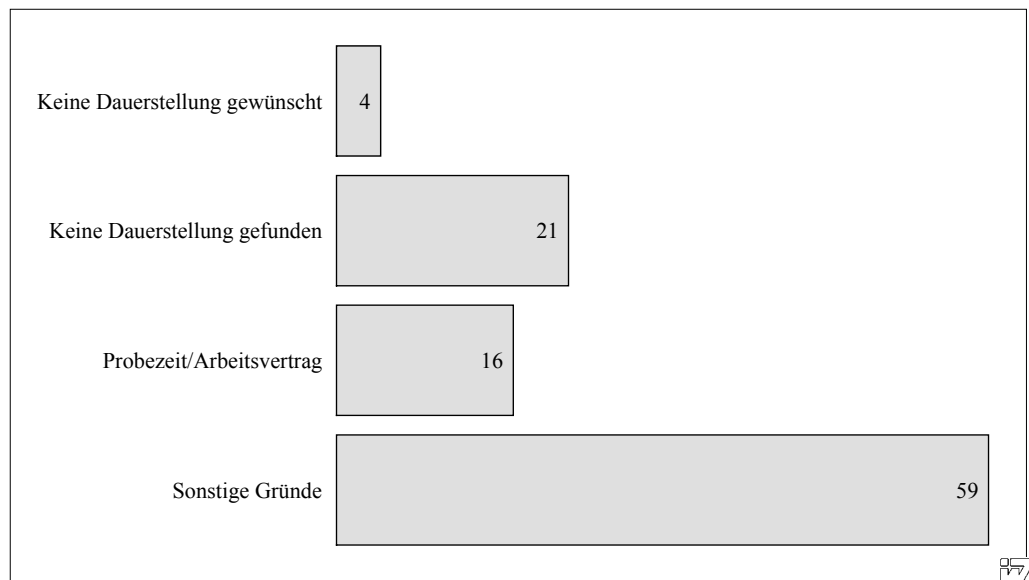 Keine Dauerstellung gewünscht 4
Keine Dauerstellung gefunden 21
Probezeit/Arbeitsvertrag 16
Sonstige Gründe 59